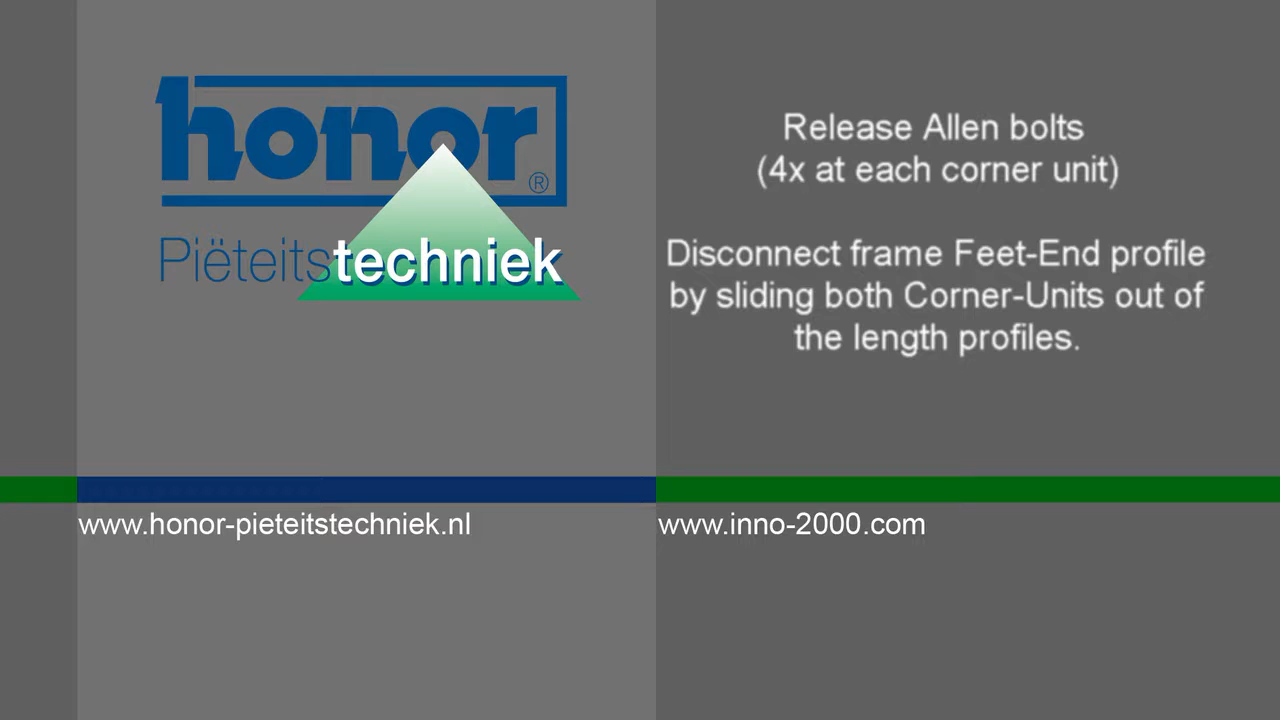 honor®
Piëteitstechniek
Release Allen bolts
(4x at each corner unit)
Disconnect frame Feet-End profile
by sliding both Corner-Units out of
the length profiles.
www.honor-pieteitstechniek.nl
www.inno-2000.com